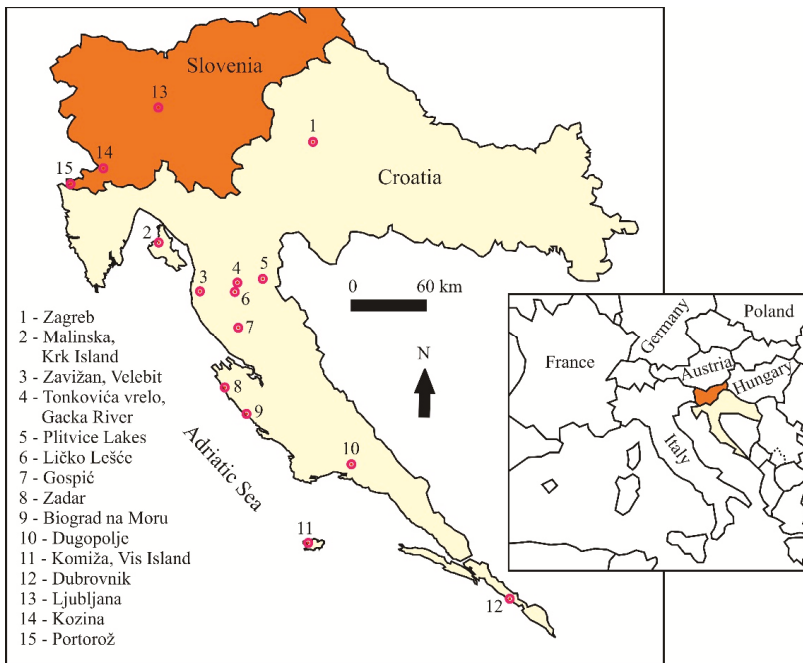 Slovenia
13
1
14
15
Croatia
2
3
4
5
6
7
0 60 km
N
8
9
10
Adriatic Sea
11
12
1 - Zagreb
2 - Malinska,
Krk Island
3 - Zavižan, Velebit
4 - Tonkovića vrelo,
Gacka River
5 - Plitvice Lakes
6 - Ličko Lešće
7 - Gospić
8 - Zadar
9 - Biograd na Moru
10 - Dugopolje
11 - Komiža, Vis Island
12 - Dubrovnik
13 - Ljubljana
14 - Kozina
15 - Portorož
Germany
Poland
France
Austria
Hungary
Italy